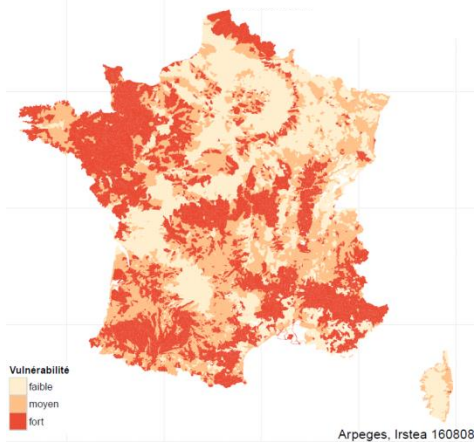 Vulnérabilité
faible
moyen
fort
Arpeges, Irstea 160808